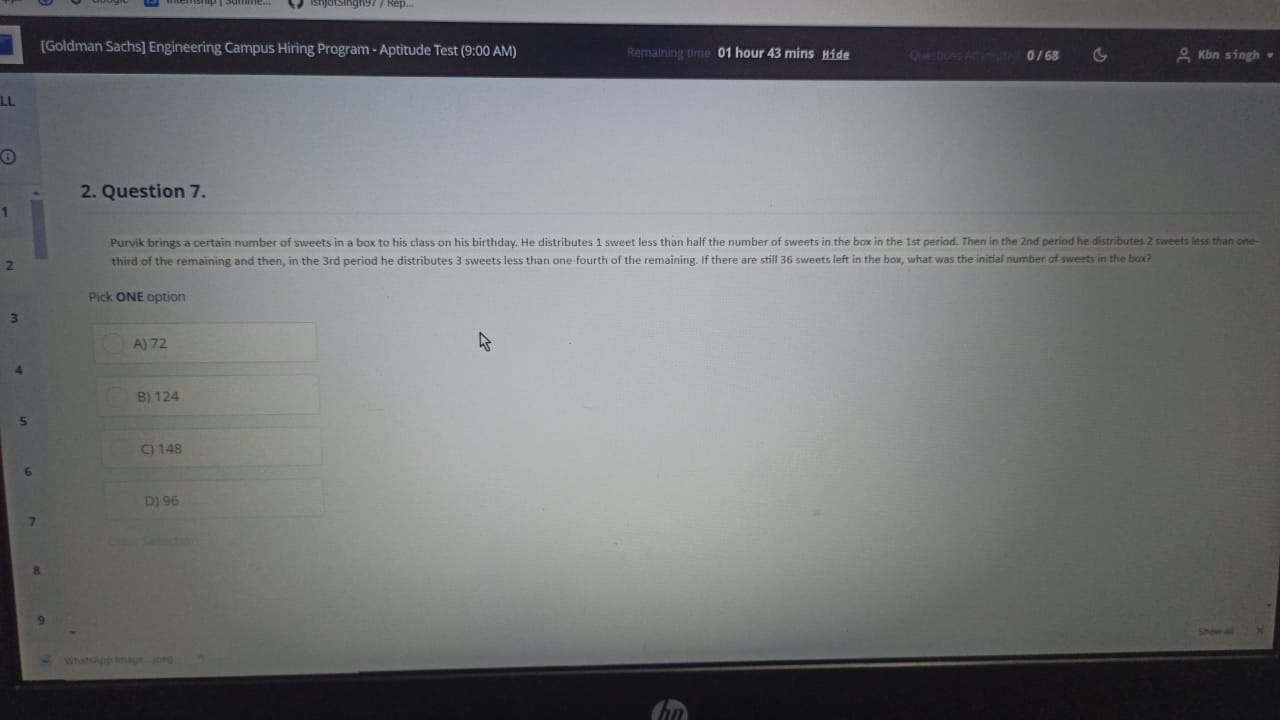 Google
Internship | Summe...
IshjotSingh97 / Rep...
[Goldman Sachs] Engineering Campus Hiring Program - Aptitude Test (9:00 AM)
Remaining time 01 hour 43 mins Hide
Questions Attempted 0 / 68
Kbn singh
LL
1
2. Question 7.
Purvik brings a certain number of sweets in a box to his class on his birthday. He distributes 1 sweet less than half the number of sweets in the box in the 1st period. Then in the 2nd period he distributes 2 sweets less than one-
2
third of the remaining and then, in the 3rd period he distributes 3 sweets less than one-fourth of the remaining. If there are still 36 sweets left in the box, what was the initial number of sweets in the box?
Pick ONE option
3
A) 72
4
B) 124
5
C) 148
6
D) 96
7
Clear Selection
8
9
Show all
WhatsApp Image...jpeg
hp